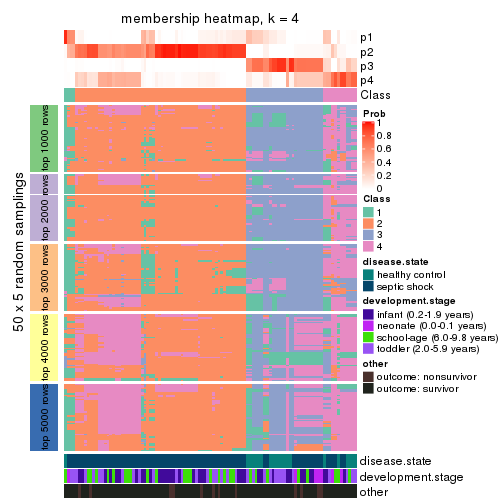 membership heatmap, k = 4
p1
p2
p3
p4
Class
50 x 5 random samplings
top 1000 rows
top 2000 rows
top 3000 rows
top 4000 rows
top 5000 rows
Prob
1
0.8
0.6
0.4
0.2
0
Class
1
2
3
4
disease.state
healthy control
septic shock
development.stage
infant (0.2-1.9 years)
neonate (0.0-0.1 years)
school-age (6.0-9.8 years)
toddler (2.0-5.9 years)
other
outcome: nonsurvivor
outcome: survivor
disease.state
development.stage
other